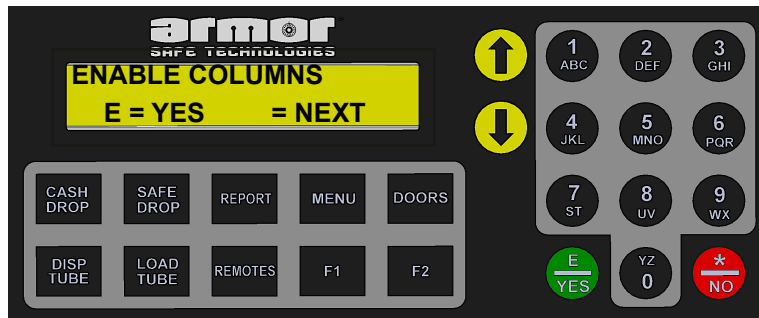 armor
SAFE TECHNOLOGIES
ENABLE COLUMNS
E = YES = NEXT
CASH DROP
SAFE DROP
REPORT
MENU
DOORS
DISP TUBE
LOAD TUBE
REMOTES
F1
F2
1
ABC
2
DEF
3
GHI
4
JKL
5
MNO
6
PQR
7
ST
8
UV
9
WX
E
YES
YZ
0
*
NO